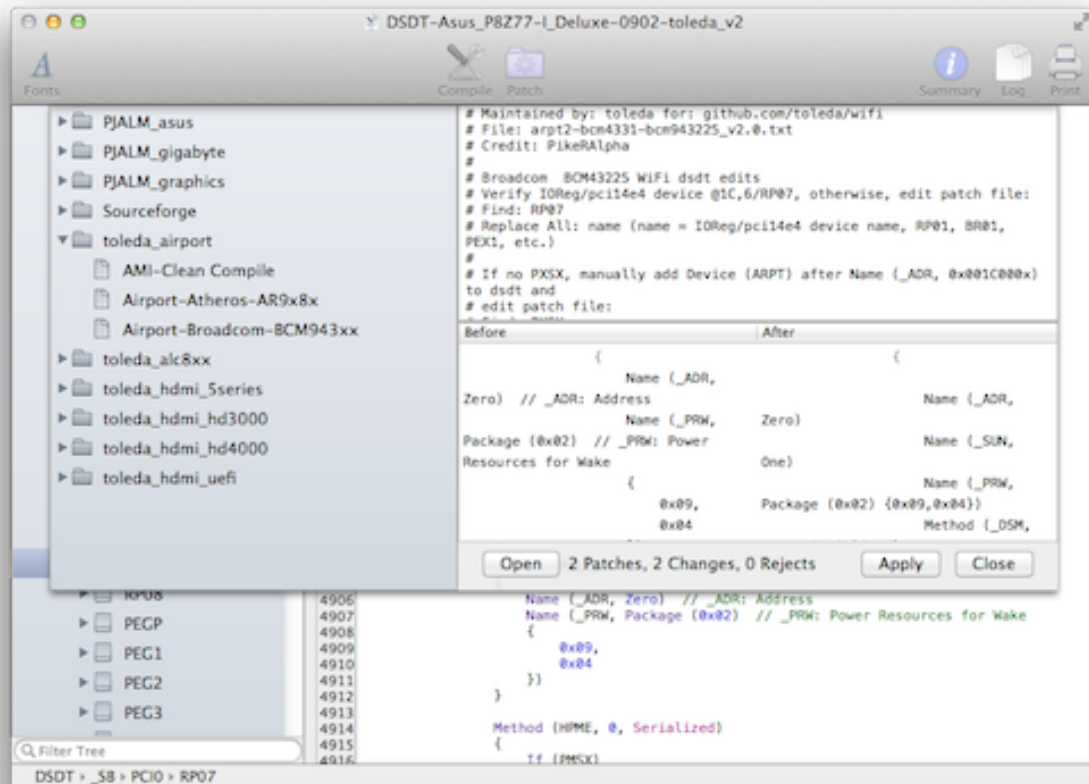 DSDT-Asus_P8Z77-I_Deluxe-0902-toleda_v2
Fonts
Compile Patch
Summary Log Print
PJALM_asus
PJALM_gigabyte
PJALM_graphics
Sourceforge
toleda_airport
AMI-Clean Compile
Airport-Atheros-AR9x8x
Airport-Broadcom-BCM943xx
toleda_alc8xx
toleda_hdmi_5series
toleda_hdmi_hd3000
toleda_hdmi_hd4000
toleda_hdmi_uefi
# Maintained by: toleda for: github.com/toleda/wifi
# File: arpt2-bcm4331-bcm943225_v2.0.txt
# Credit: PikeRAlpha
#
# Broadcom BCM43225 WiFi dsdt edits
# Verify IOReg/pci14e4 device @1C,6/RP07, otherwise, edit patch file:
# Find: RP07
# Replace All: name (name = IOReg/pci14e4 device name, RP01, BR01,
PEX1, etc.)
#
# If no PXSX, manually add Device (ARPT) after Name (_ADR, 0x001C000x)
to dsdt and
# edit patch file:
Before After
{ {
Name (_ADR,
Zero) // _ADR: Address Name (_ADR,
Name (_PRW, Zero)
Package (0x02) // _PRW: Power Name (_SUN,
Resources for Wake One)
{ Name (_PRW,
0x09, Package (0x02) {0x09,0x04})
0x04 Method (_DSM,
Open 2 Patches, 2 Changes, 0 Rejects Apply Close
RP08
PEGP
PEG1
PEG2
PEG3
Filter Tree
4906 Name (_ADR, Zero) // _ADR: Address
4907 Name (_PRW, Package (0x02) // _PRW: Power Resources for Wake
4908 {
4909 0x09,
4910 0x04
4911 })
4912 }
4913
4914 Method (HPME, 0, Serialized)
4915 {
4916 If (PMSX)
DSDT › _SB › PCI0 › RP07